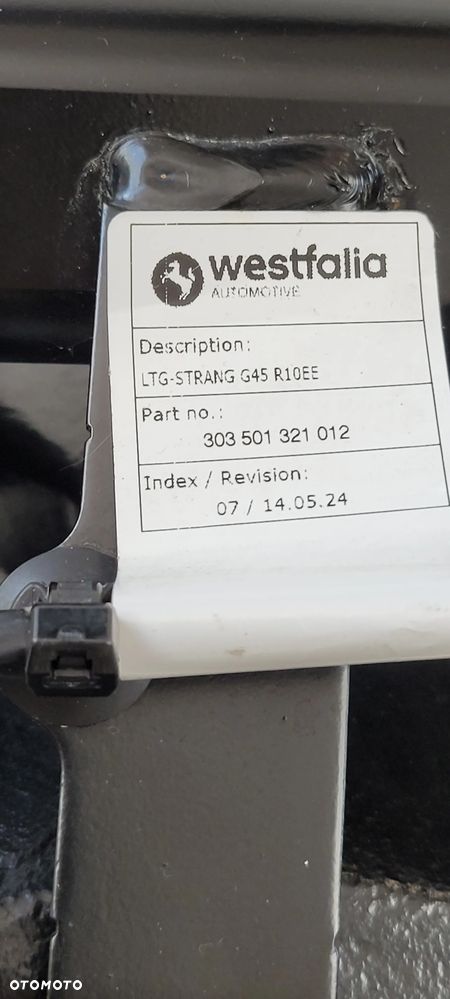 westfalia
AUTOMOTIVE
Description:
LTG-STRANG G45 R10EE
Part no.:
303 501 321 012
Index / Revision:
07 / 14.05.24
OTOMOTO